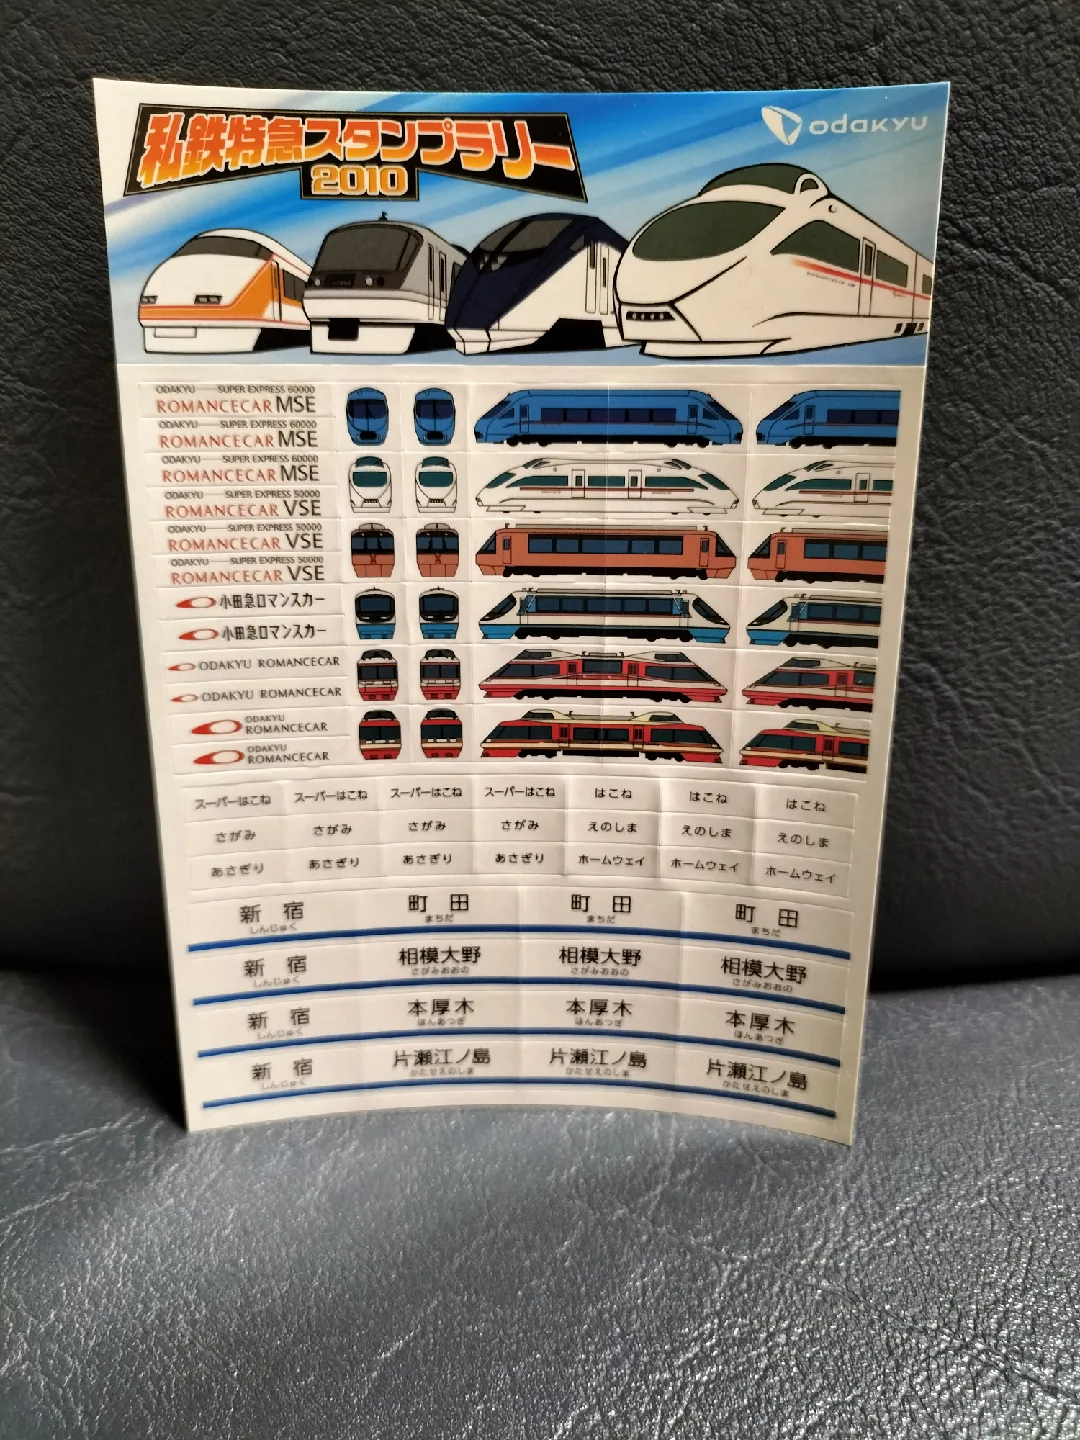 私鉄特急スタンプラリー
2010
ODAKYU
ODAKYU SUPER EXPRESS 60000
ROMANCECAR MSE
ODAKYU SUPER EXPRESS 60000
ROMANCECAR MSE
ODAKYU SUPER EXPRESS 60000
ROMANCECAR MSE
ODAKYU SUPER EXPRESS 50000
ROMANCECAR VSE
ODAKYU SUPER EXPRESS 50000
ROMANCECAR VSE
ODAKYU SUPER EXPRESS 50000
ROMANCECAR VSE
小田急ロマンスカー
小田急ロマンスカー
ODAKYU ROMANCECAR
ODAKYU ROMANCECAR
ODAKYU
ROMANCECAR
ODAKYU
ROMANCECAR
スーパーはこね スーパーはこね スーパーはこね スーパーはこね はこね はこね はこね
さがみ さがみ さがみ さがみ えのしま えのしま えのしま
あさぎり あさぎり あさぎり あさぎり ホームウェイ ホームウェイ ホームウェイ
新宿 町田 町田 町田
しんじゅく まちだ まちだ まちだ
新宿 相模大野 相模大野 相模大野
しんじゅく さがみおおの さがみおおの さがみおおの
新宿 本厚木 本厚木 本厚木
しんじゅく ほんあつぎ ほんあつぎ ほんあつぎ
新宿 片瀬江ノ島 片瀬江ノ島 片瀬江ノ島
しんじゅく かたせえのしま かたせえのしま かたせえのしま